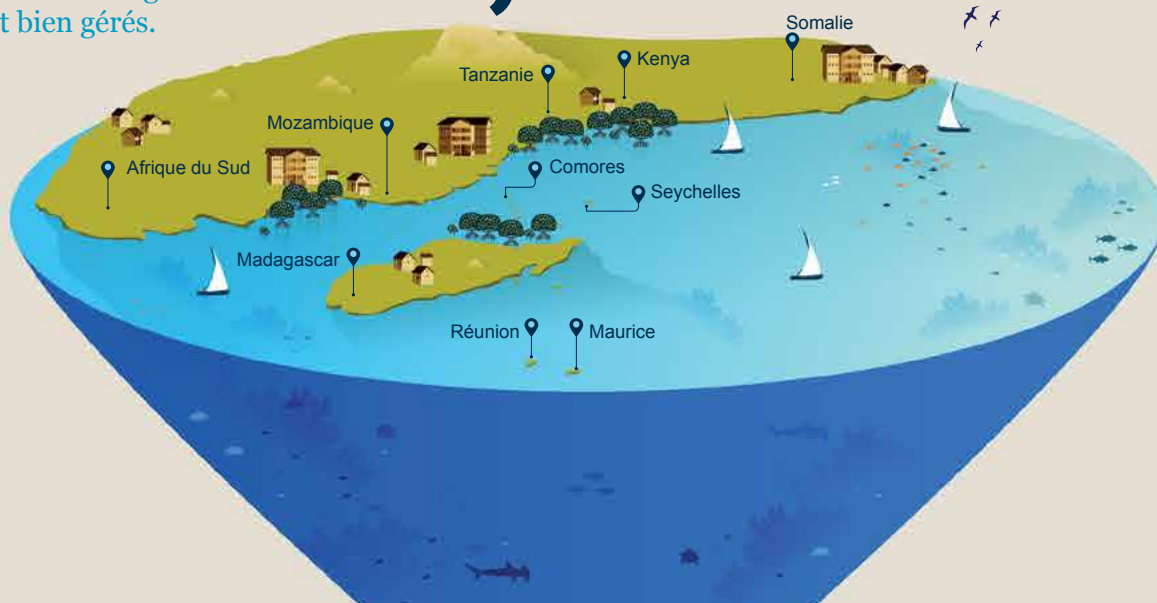 t bien gérés.
Somalie
Kenya
Tanzanie
Mozambique
Afrique du Sud
Comores
Seychelles
Madagascar
Réunion
Maurice